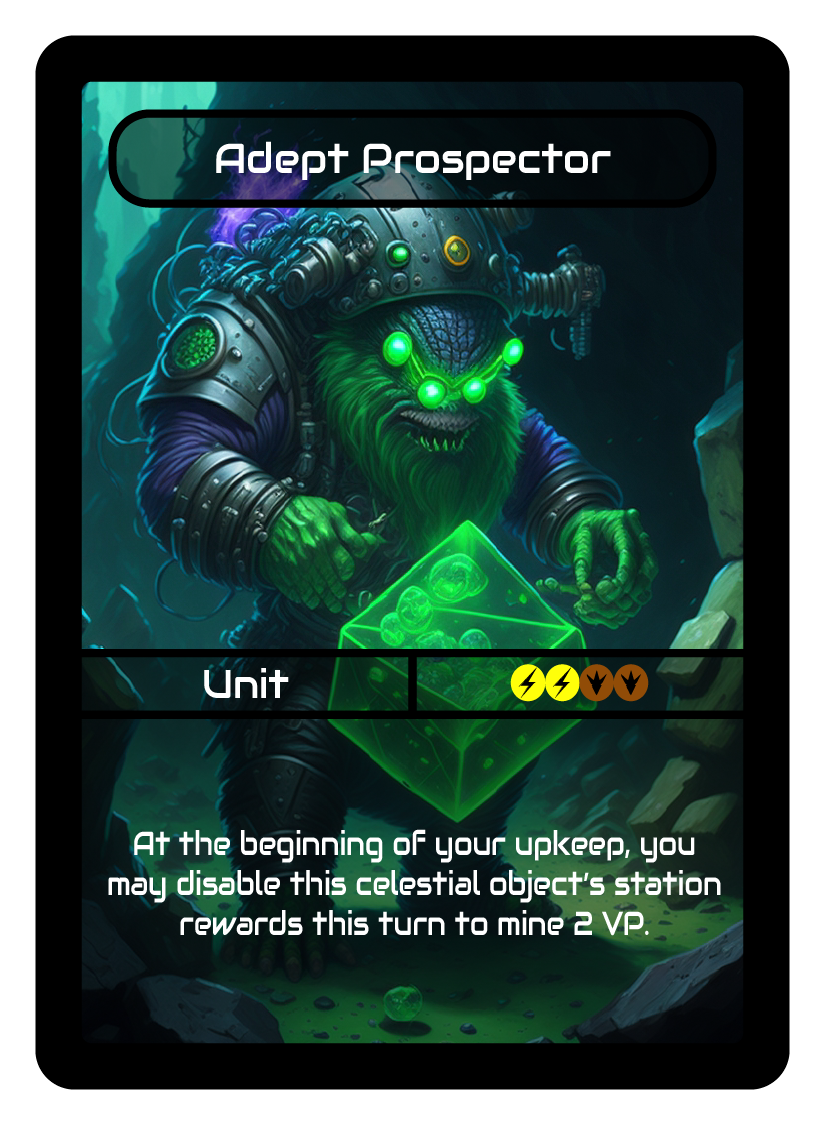 Adept Prospector
Unit
At the beginning of your upkeep, you
may disable this celestial object's station
rewards this turn to mine 2 VP.